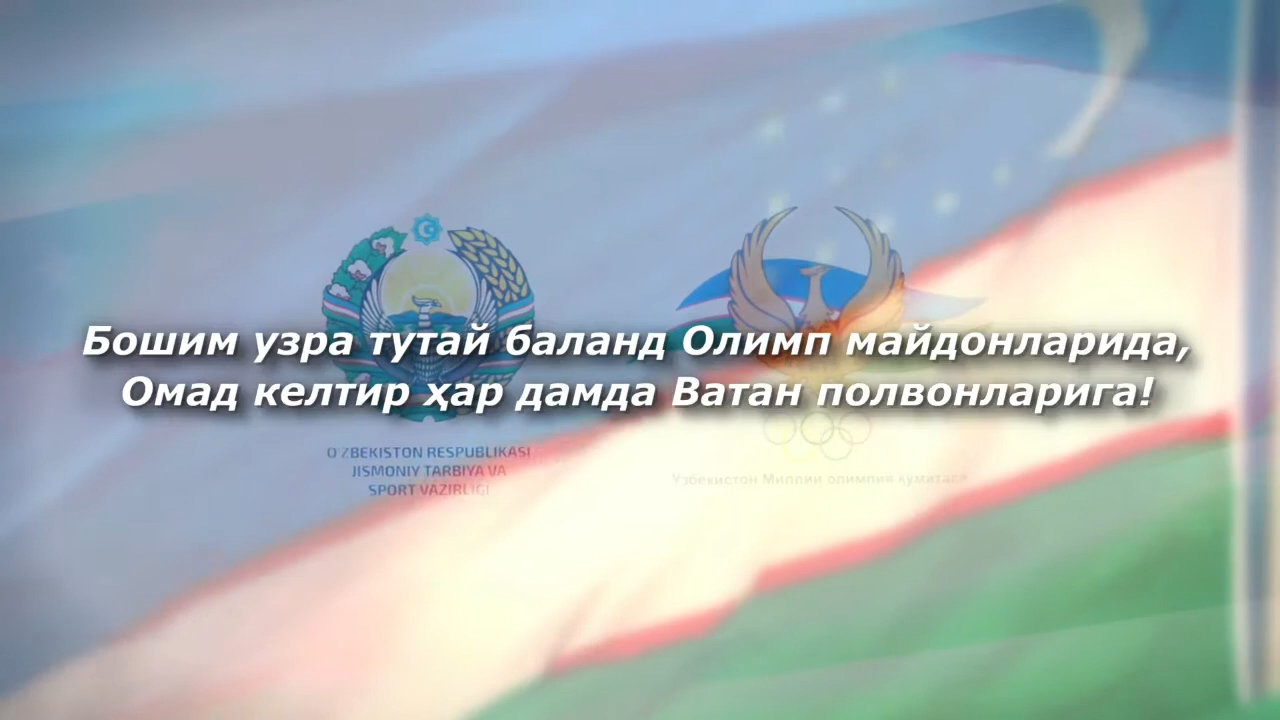 Бошим узра тутай баланд Олимп майдонларида,
Омад келтир ҳар дамда Ватан полвонларига!
O'ZBEKISTON RESPUBLIKASI
JISMONIY TARBIYA VA
SPORT VAZIRLIGI
Ўзбекистон Миллий олимпия қумитаси